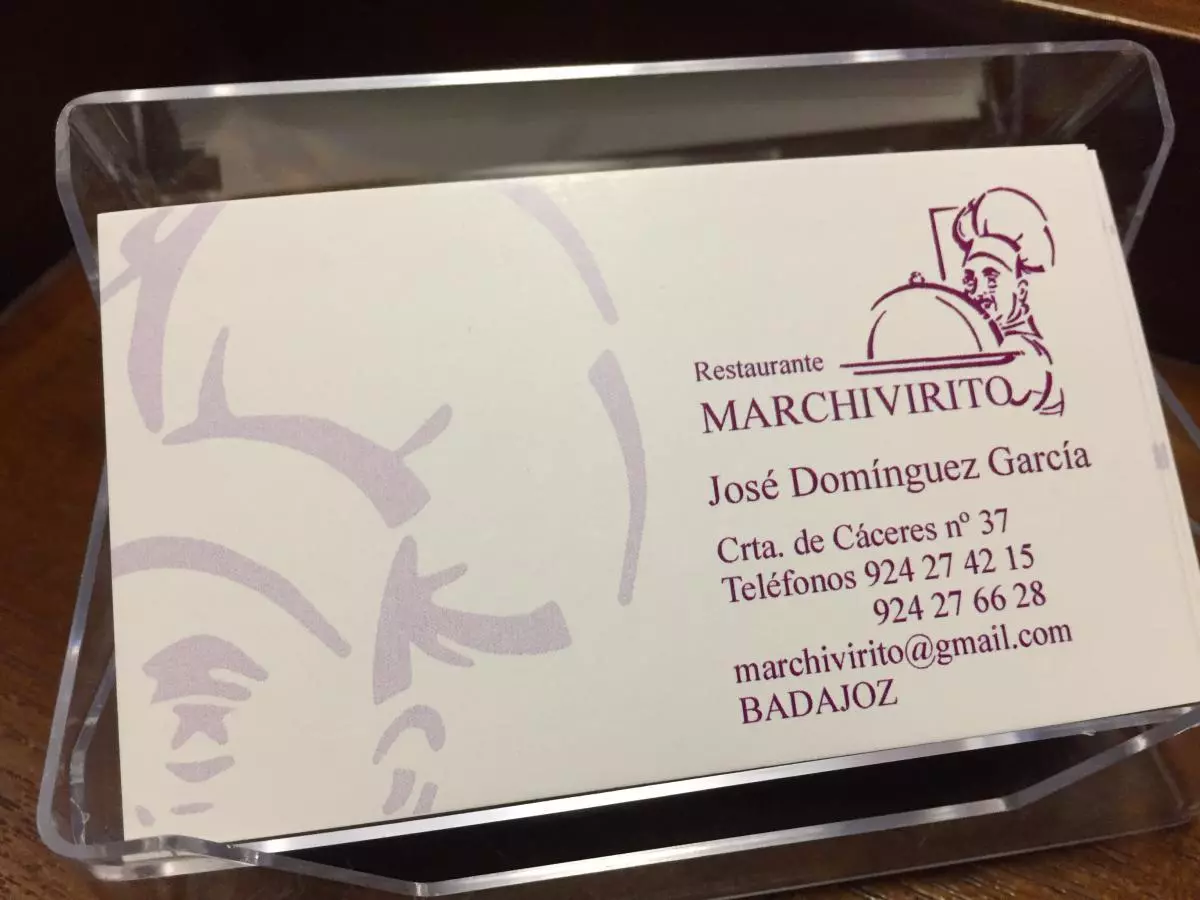 Restaurante
MARCHIVIRITO
José Domínguez García
Crta. de Cáceres nº 37
Teléfonos 924 27 42 15
924 27 66 28
marchivirito@gmail.com
BADAJOZ